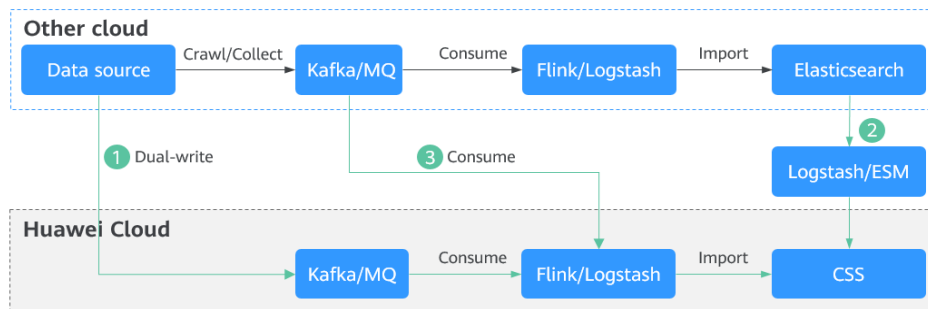 Other cloud
Data source
Crawl/Collect
Kafka/MQ
Consume
Flink/Logstash
Import
Elasticsearch
1 Dual-write
3 Consume
2
Logstash/ESM
Huawei Cloud
Kafka/MQ
Consume
Flink/Logstash
Import
CSS